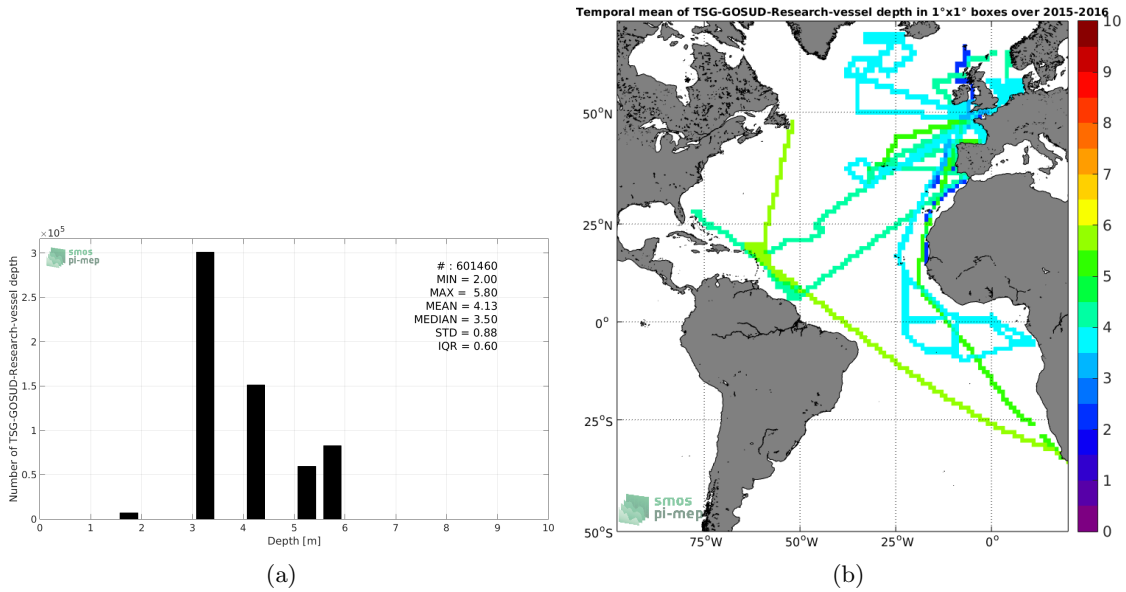 ×10⁵
3
2.5
2
1.5
1
0.5
0
0 1 2 3 4 5 6 7 8 9 10
Number of TSG-GOSUD-Research-vessel depth
Depth [m]
smos
pi-mep
# : 601460
MIN = 2.00
MAX = 5.80
MEAN = 4.13
MEDIAN = 3.50
STD = 0.88
IQR = 0.60
(a)
Temporal mean of TSG-GOSUD-Research-vessel depth in 1°x1° boxes over 2015-2016
50°N
25°N
0°
25°S
50°S
75°W 50°W 25°W 0°
smos
pi-mep
10
9
8
7
6
5
4
3
2
1
0
(b)